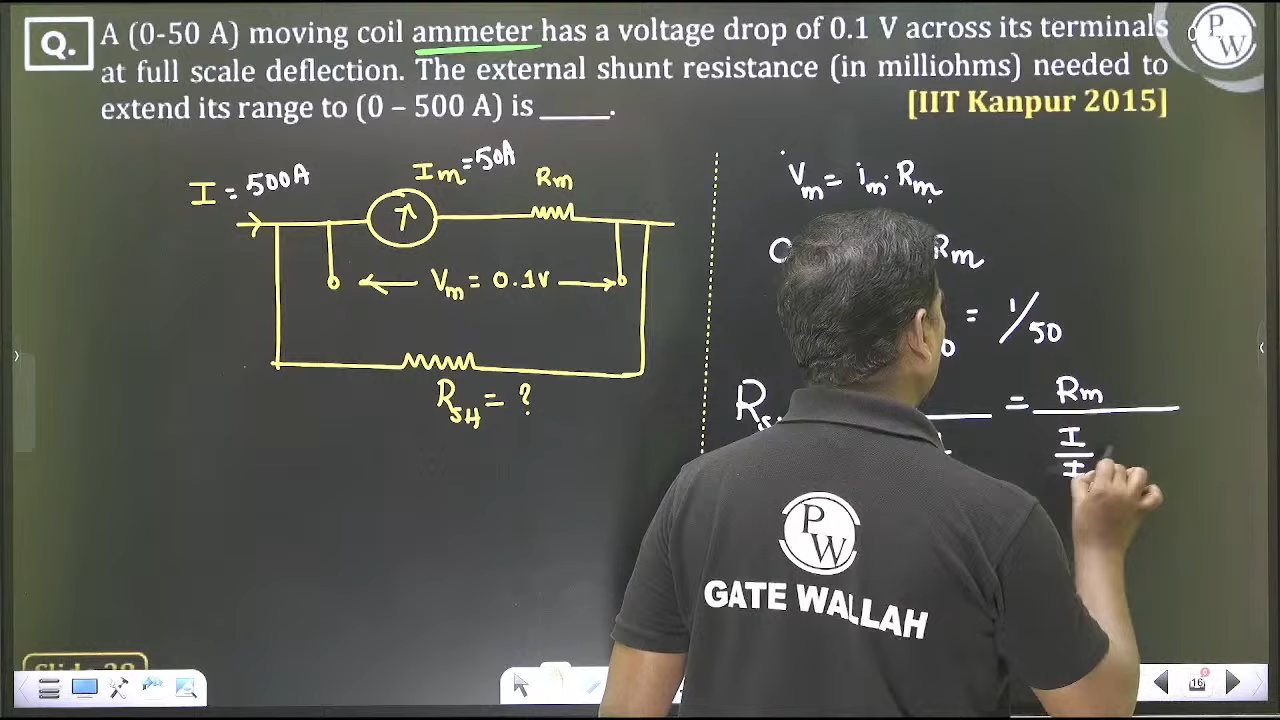 Q. A (0-50 A) moving coil ammeter has a voltage drop of 0.1 V across its terminals
at full scale deflection. The external shunt resistance (in milliohms) needed to
extend its range to (0 – 500 A) is _____.
[IIT Kanpur 2015]
PW
I = 500A
Im = 50A
Rm
Vm = 0.1v
RSH = ?
Vm = im. Rm
Rm
= 1/50
= Rm
I
I
PW
GATE WALLAH
16